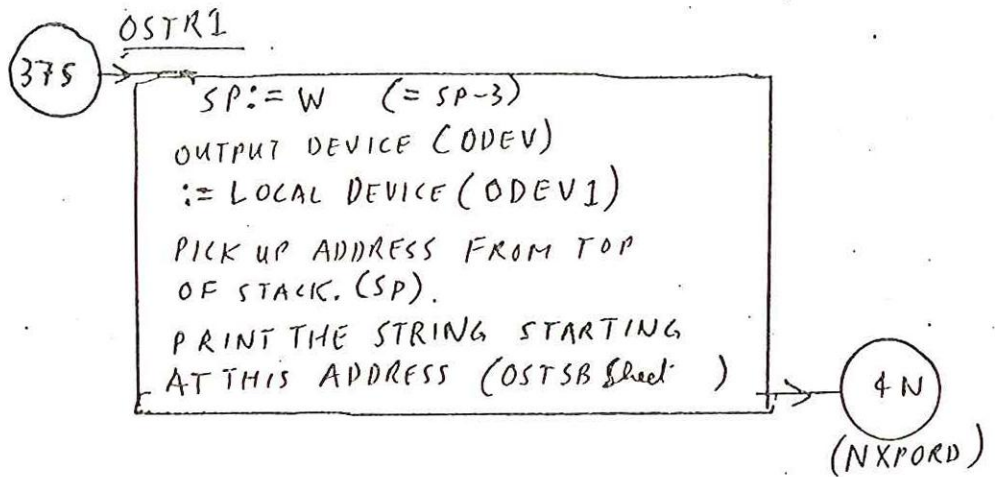 OSTR1
37S
SP:= W (= SP-3)
OUTPUT DEVICE (ODEV)
:= LOCAL DEVICE (ODEV1)
PICK UP ADDRESS FROM TOP
OF STACK. (SP).
PRINT THE STRING STARTING
AT THIS ADDRESS (OSTSB Sheet )
4N
(NXPORD)